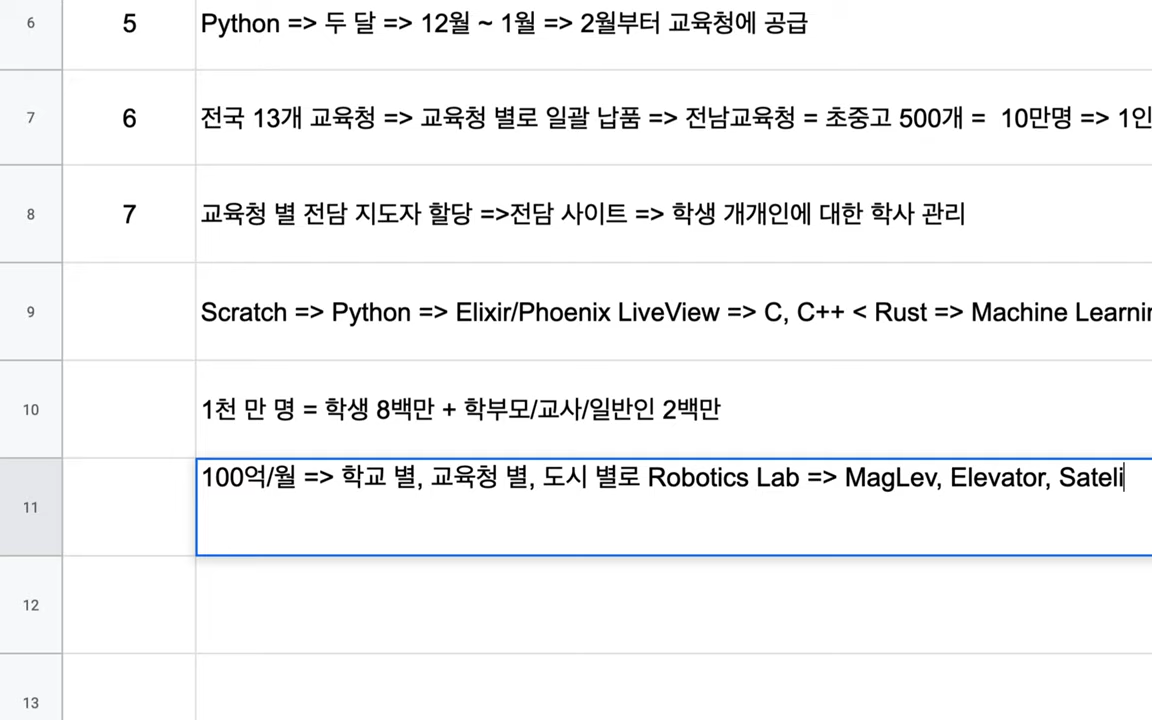 6 5 Python => 두 달 => 12월 ~ 1월 => 2월부터 교육청에 공급
7 6 전국 13개 교육청 => 교육청 별로 일괄 납품 => 전남교육청 = 초중고 500개 = 10만명 => 1인
8 7 교육청 별 전담 지도자 할당 =>전담 사이트 => 학생 개개인에 대한 학사 관리
9 Scratch => Python => Elixir/Phoenix LiveView => C, C++ < Rust => Machine Learnin
10 1천 만 명 = 학생 8백만 + 학부모/교사/일반인 2백만
11 100억/월 => 학교 별, 교육청 별, 도시 별로 Robotics Lab => MagLev, Elevator, Sateli
12
13